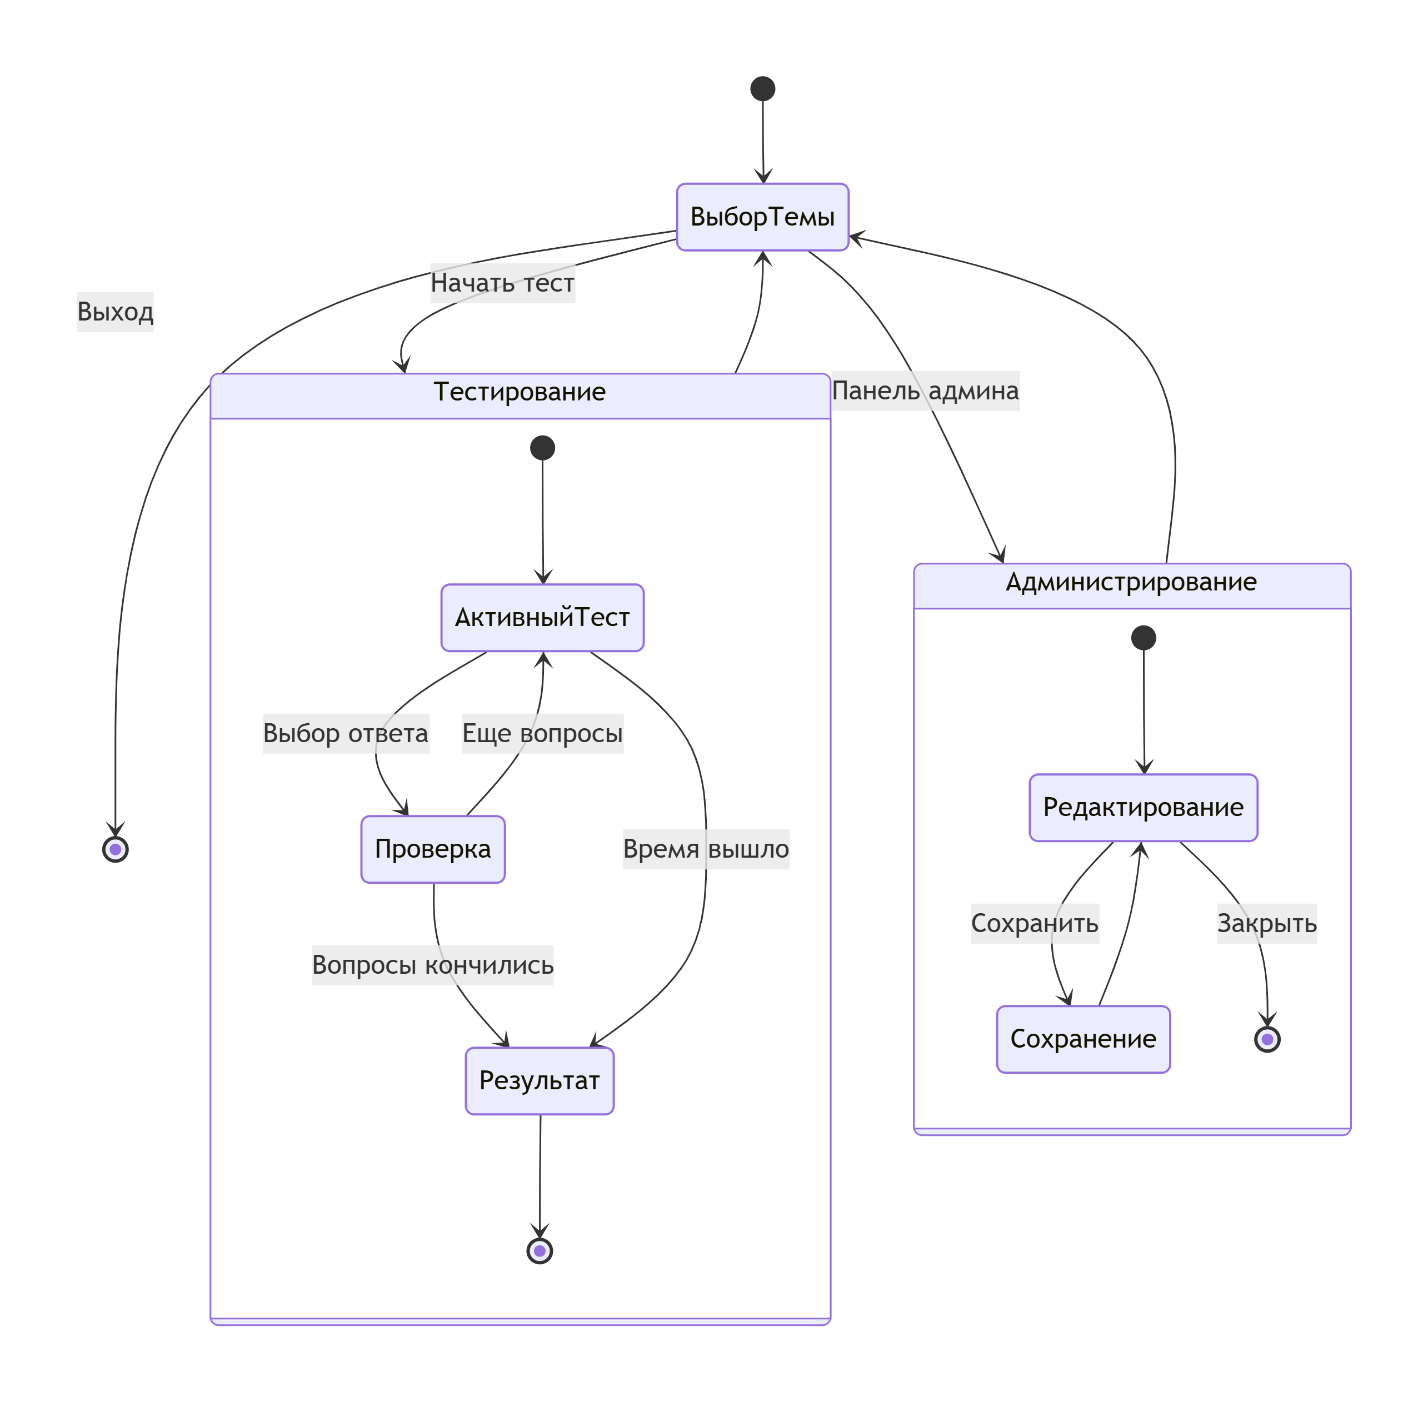 ВыборТемы
Начать тест
Выход
Панель админа
Тестирование
АктивныйТест
Выбор ответа
Еще вопросы
Время вышло
Проверка
Вопросы кончились
Результат
Администрирование
Редактирование
Сохранить
Закрыть
Сохранение